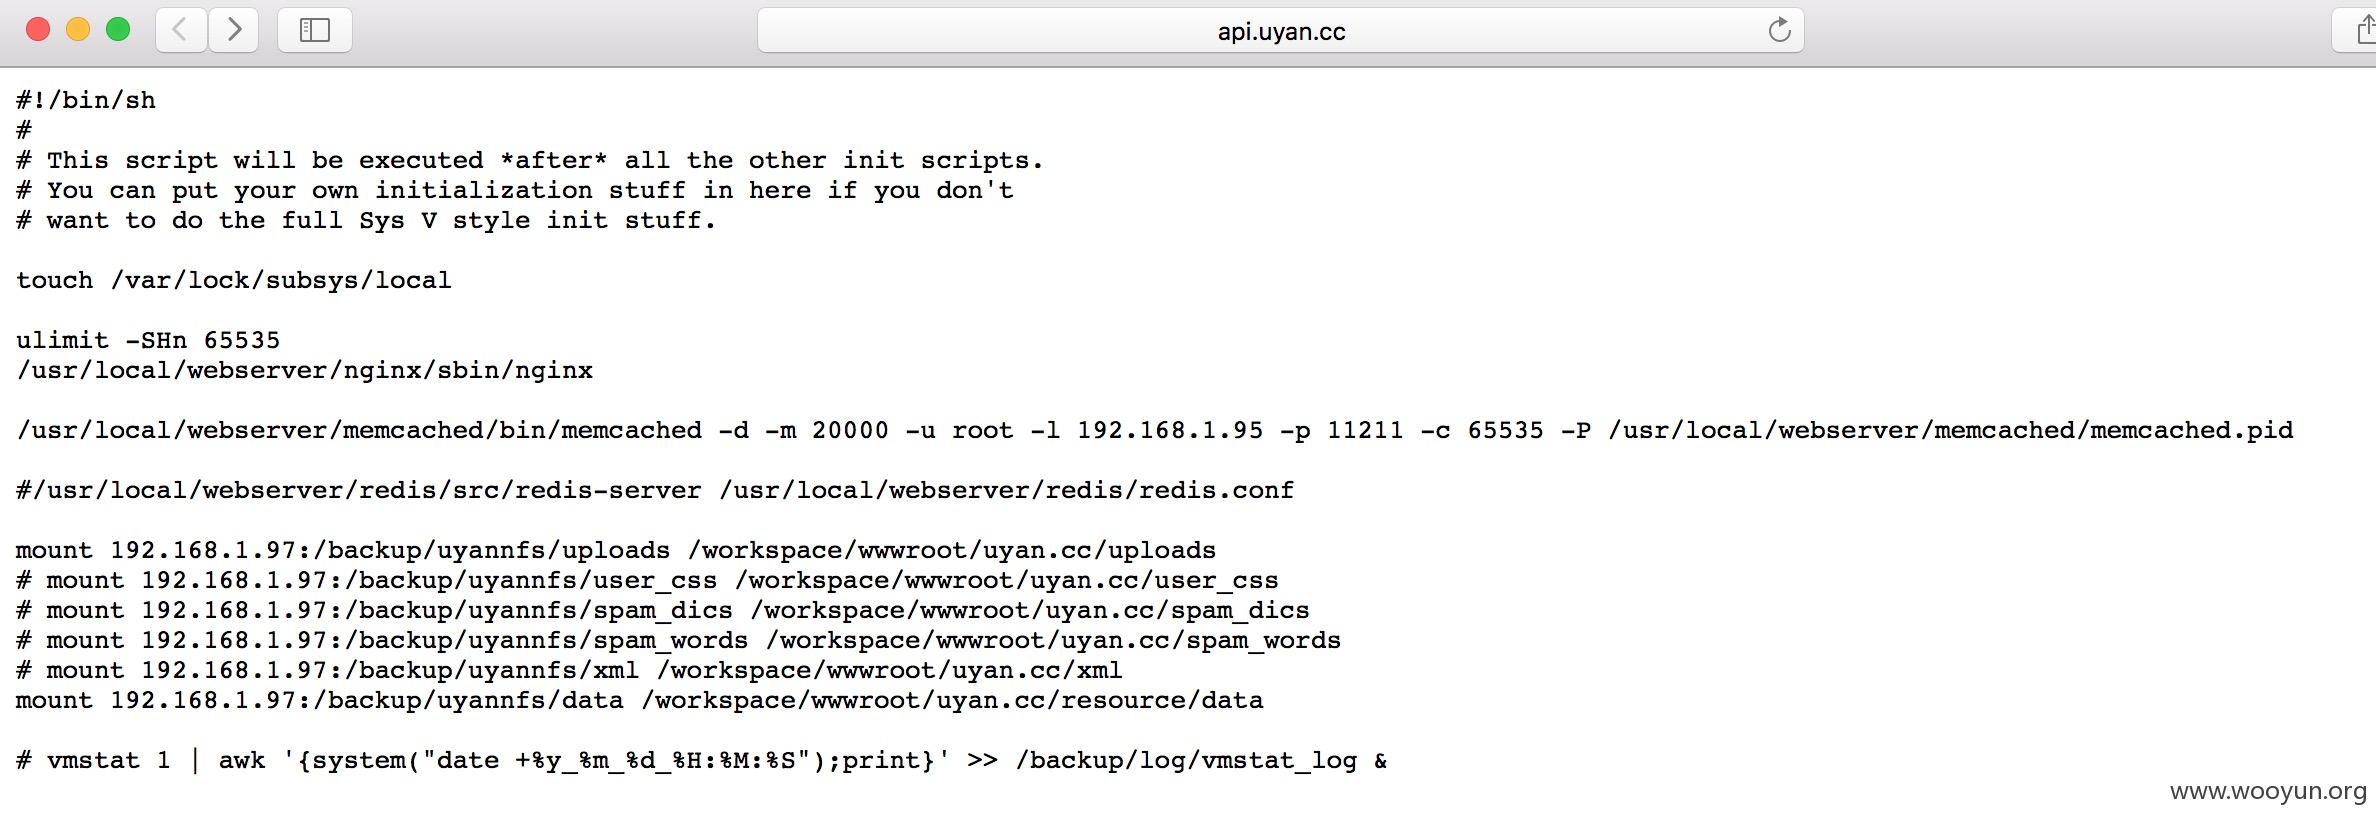 api.uyan.cc
#!/bin/sh
#
# This script will be executed *after* all the other init scripts.
# You can put your own initialization stuff in here if you don't
# want to do the full Sys V style init stuff.
touch /var/lock/subsys/local
ulimit -SHn 65535
/usr/local/webserver/nginx/sbin/nginx
/usr/local/webserver/memcached/bin/memcached -d -m 20000 -u root -l 192.168.1.95 -p 11211 -c 65535 -P /usr/local/webserver/memcached/memcached.pid
#/usr/local/webserver/redis/src/redis-server /usr/local/webserver/redis/redis.conf
mount 192.168.1.97:/backup/uyannfs/uploads /workspace/wwwroot/uyan.cc/uploads
# mount 192.168.1.97:/backup/uyannfs/user_css /workspace/wwwroot/uyan.cc/user_css
# mount 192.168.1.97:/backup/uyannfs/spam_dics /workspace/wwwroot/uyan.cc/spam_dics
# mount 192.168.1.97:/backup/uyannfs/spam_words /workspace/wwwroot/uyan.cc/spam_words
# mount 192.168.1.97:/backup/uyannfs/xml /workspace/wwwroot/uyan.cc/xml
mount 192.168.1.97:/backup/uyannfs/data /workspace/wwwroot/uyan.cc/resource/data
# vmstat 1 | awk '{system("date +%y_%m_%d_%H:%M:%S");print}' >> /backup/log/vmstat_log &
www.wooyun.org